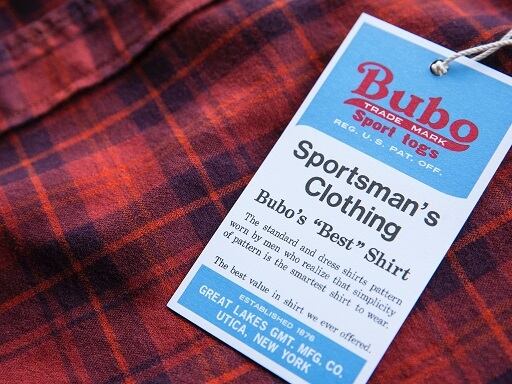 Bubo
TRADE MARK
Sport togs
REG. U. S. PAT. OFF.
Sportsman's
Clothing
Bubo's "Best" Shirt
The standard and dress shirts pattern
worn by men who realize that simplicity
of pattern is the smartest shirt to wear.
The best value in shirt we ever offered.
ESTABLISHED 1876
GREAT LAKES GMT. MFG. CO.
UTICA, NEW YORK